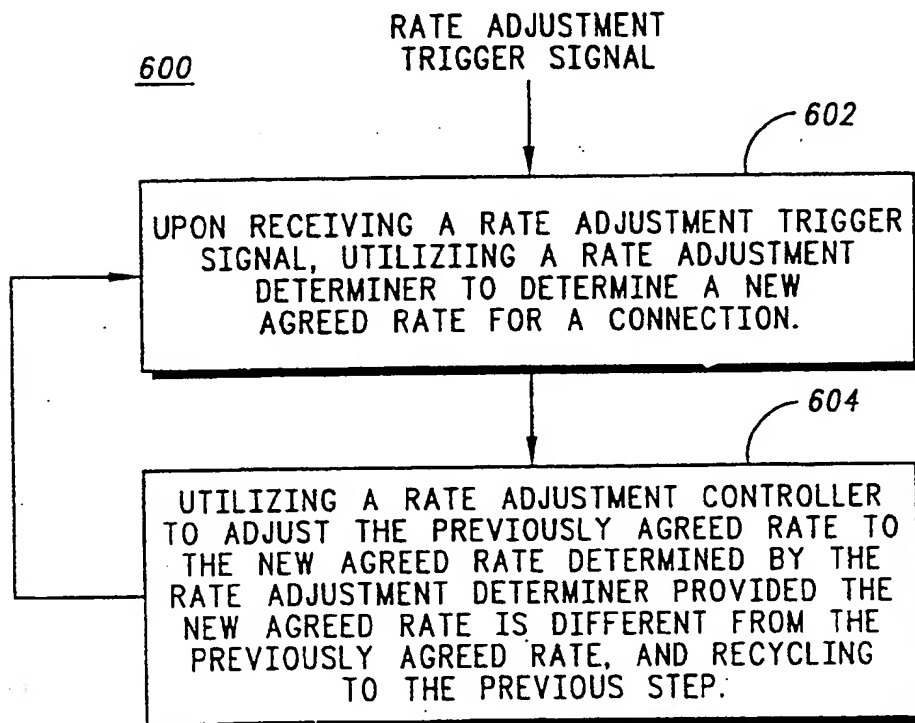 RATE ADJUSTMENT
TRIGGER SIGNAL
600
602
UPON RECEIVING A RATE ADJUSTMENT TRIGGER
SIGNAL, UTILIZIING A RATE ADJUSTMENT
DETERMINER TO DETERMINE A NEW
AGREED RATE FOR A CONNECTION.
604
UTILIZING A RATE ADJUSTMENT CONTROLLER
TO ADJUST THE PREVIOUSLY AGREED RATE TO
THE NEW AGREED RATE DETERMINED BY THE
RATE ADJUSTMENT DETERMINER PROVIDED THE
NEW AGREED RATE IS DIFFERENT FROM THE
PREVIOUSLY AGREED RATE, AND RECYCLING
TO THE PREVIOUS STEP.